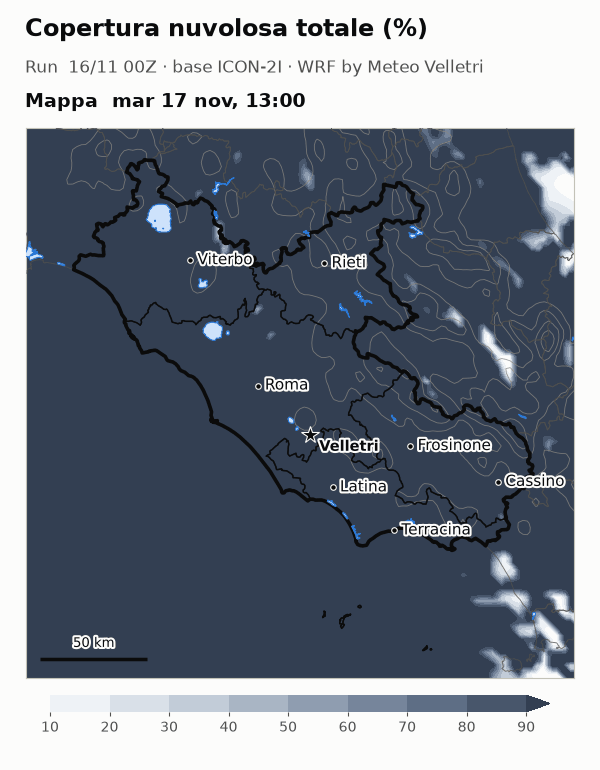 Copertura nuvolosa totale (%)
Run 16/11 00Z · base ICON-2I · WRF by Meteo Velletri
Mappa mar 17 nov, 13:00
Viterbo
Rieti
Roma
Velletri
Frosinone
Cassino
Latina
Terracina
50 km
10 20 30 40 50 60 70 80 90